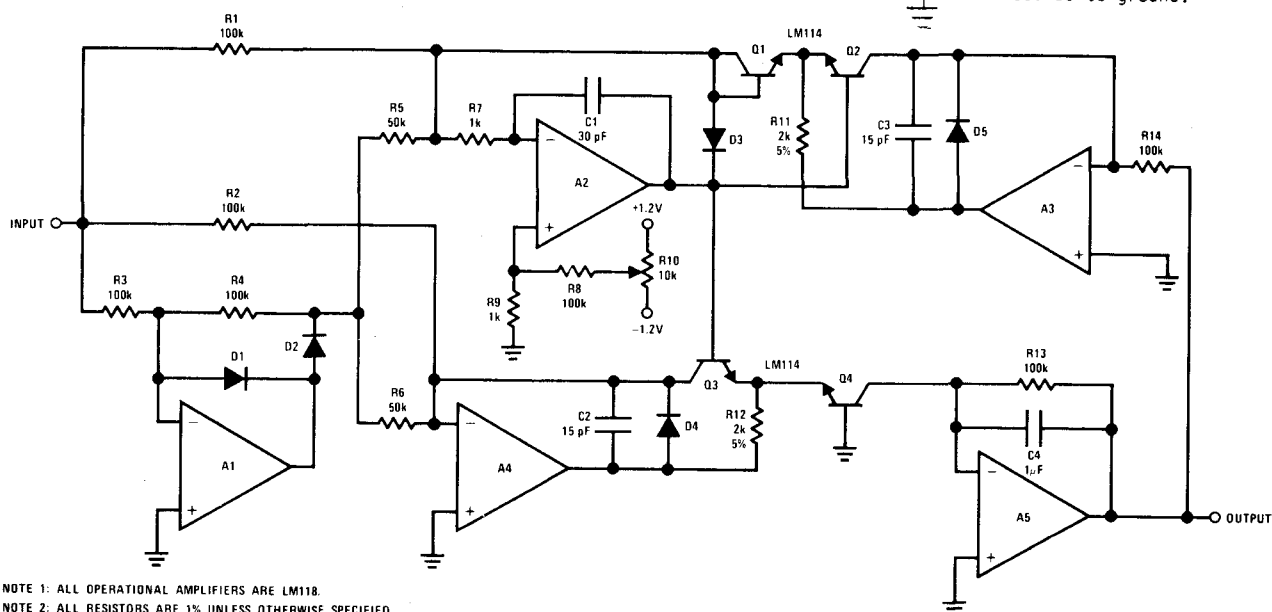 to ground.
R1
100k
LM114
Q1
Q2
R5
50k
R7
1k
C1
30 pF
D3
R11
2k
5%
C3
15 pF
D5
R14
100k
A2
A3
R2
100k
INPUT
+1.2V
R10
10k
R8
100k
R9
1k
−1.2V
R3
100k
R4
100k
D2
D1
LM114
Q3
Q4
R13
100k
R6
50k
C2
15 pF
D4
R12
2k
5%
C4
1μF
A1
A4
A5
OUTPUT
NOTE 1: ALL OPERATIONAL AMPLIFIERS ARE LM118.
NOTE 2: ALL RESISTORS ARE 1% UNLESS OTHERWISE SPECIFIED